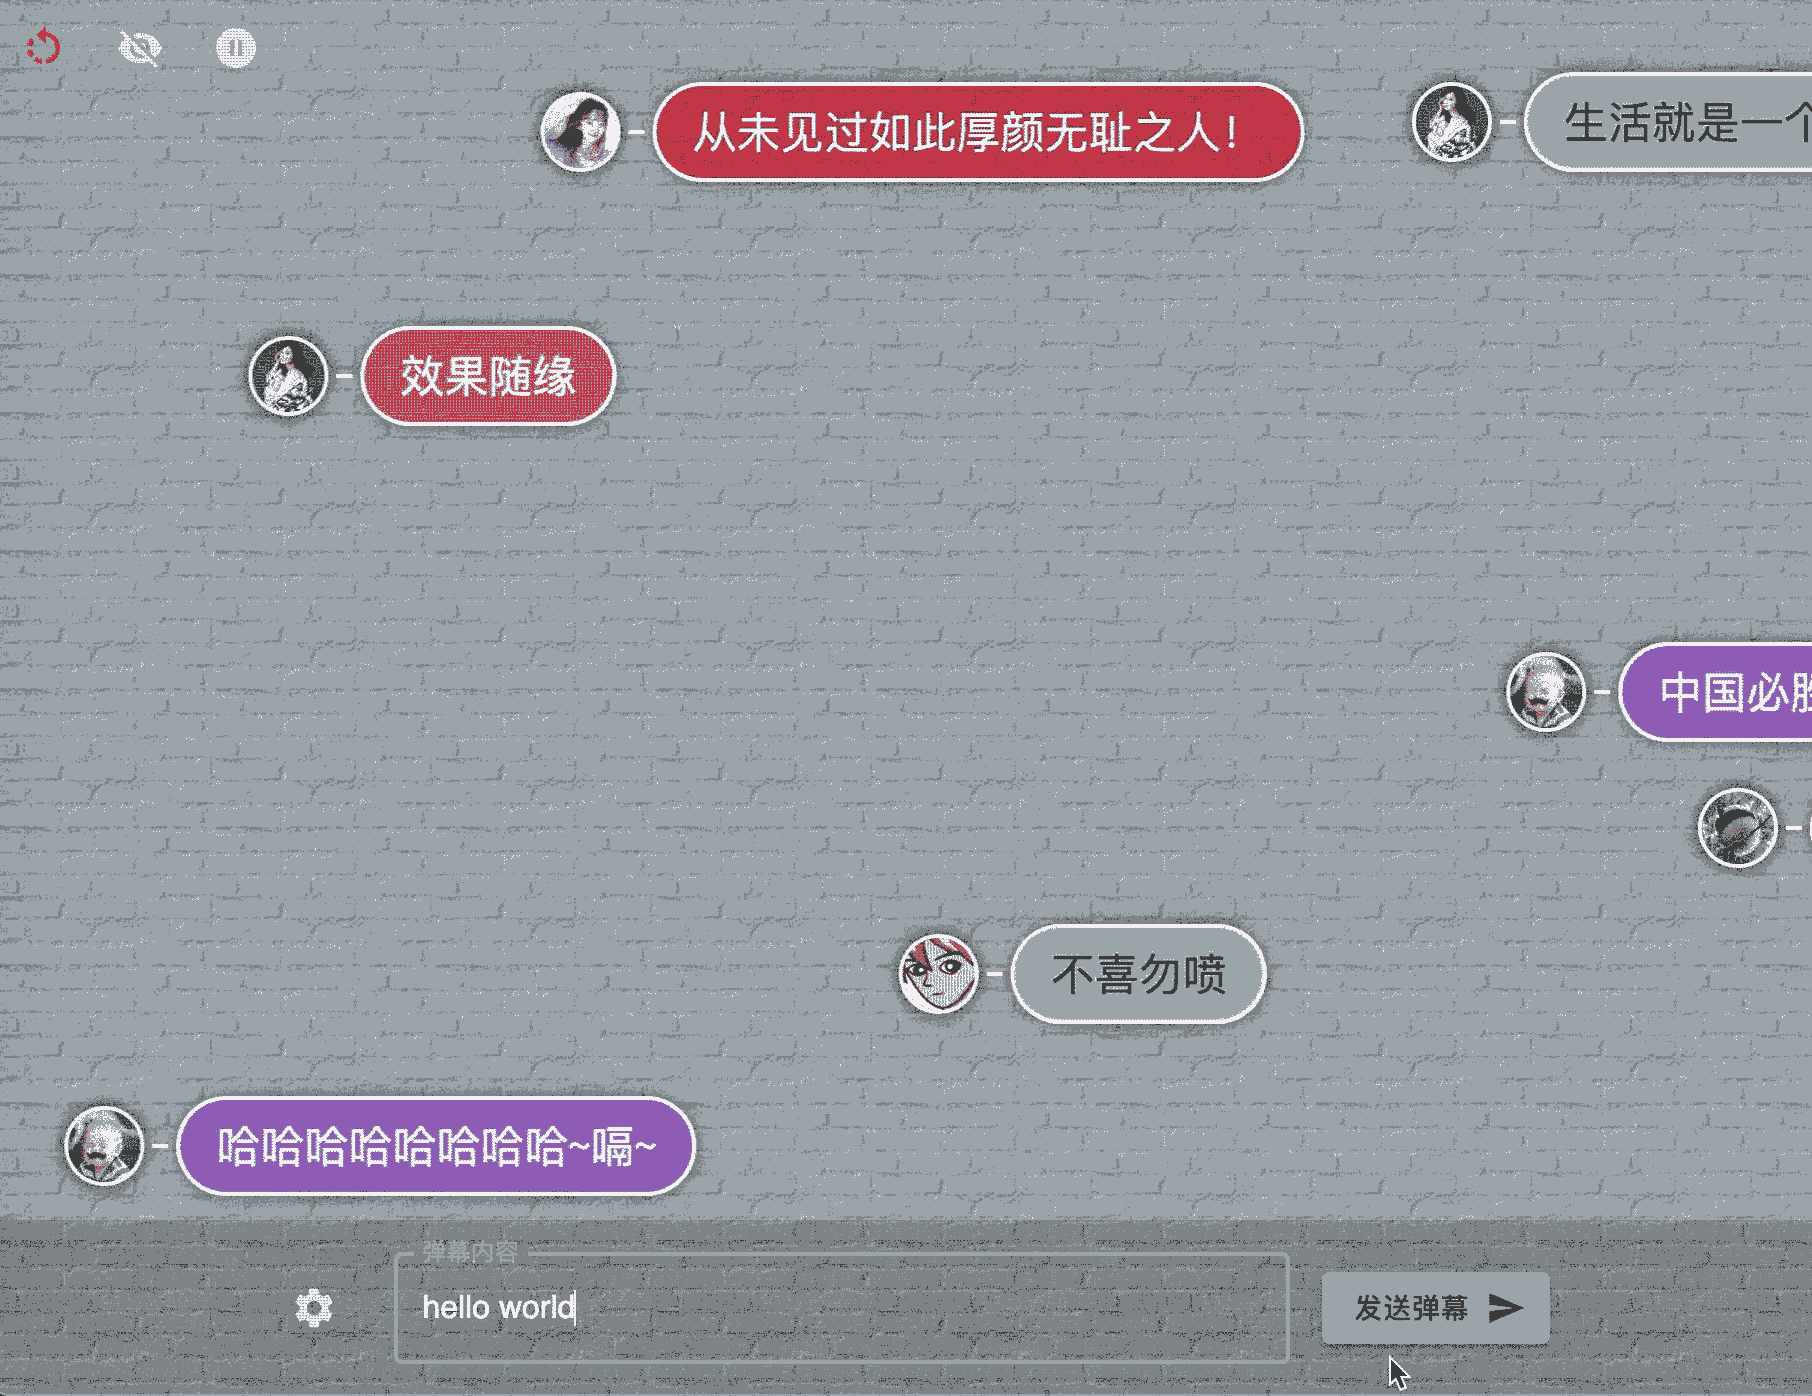 从未见过如此厚颜无耻之人！
生活就是一个
效果随缘
中国必胜
不喜勿喷
哈哈哈哈哈哈哈哈~嗝~
弹幕内容
hello world
发送弹幕